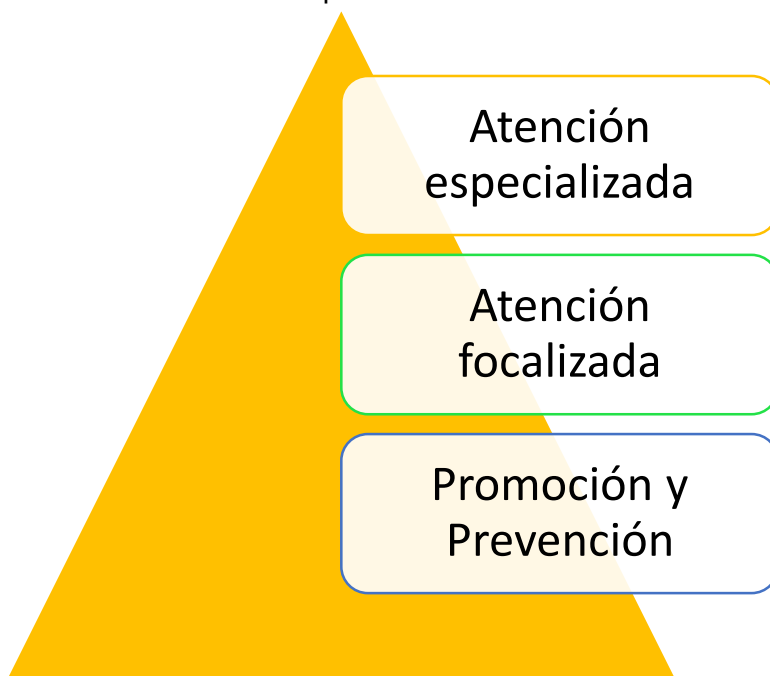 Atención
especializada
Atención
focalizada
Promoción y
Prevención